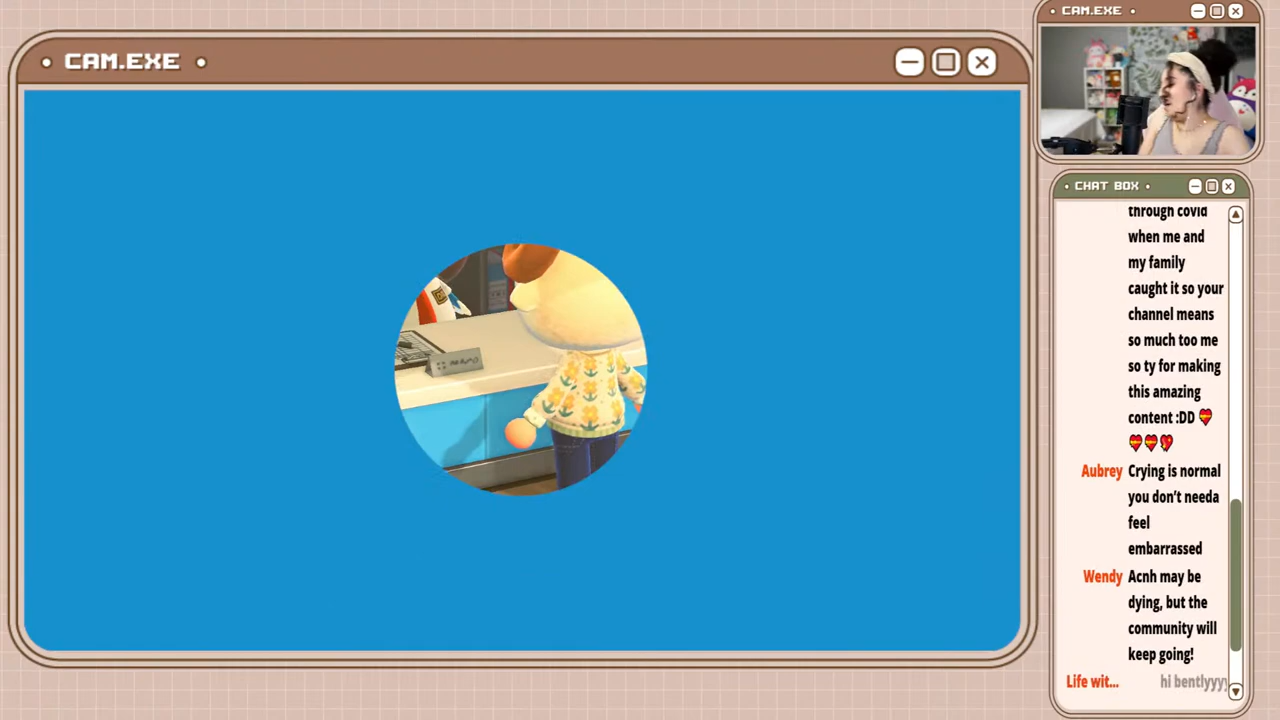 CAM.EXE
CAM.EXE
CHAT BOX
through covid
when me and
my family
caught it so your
channel means
so much too me
so ty for making
this amazing
content :DD
Aubrey Crying is normal
you don't needa
feel
embarrassed
Wendy Acnh may be
dying, but the
community will
keep going!
Life wit... hi bentlyyyy